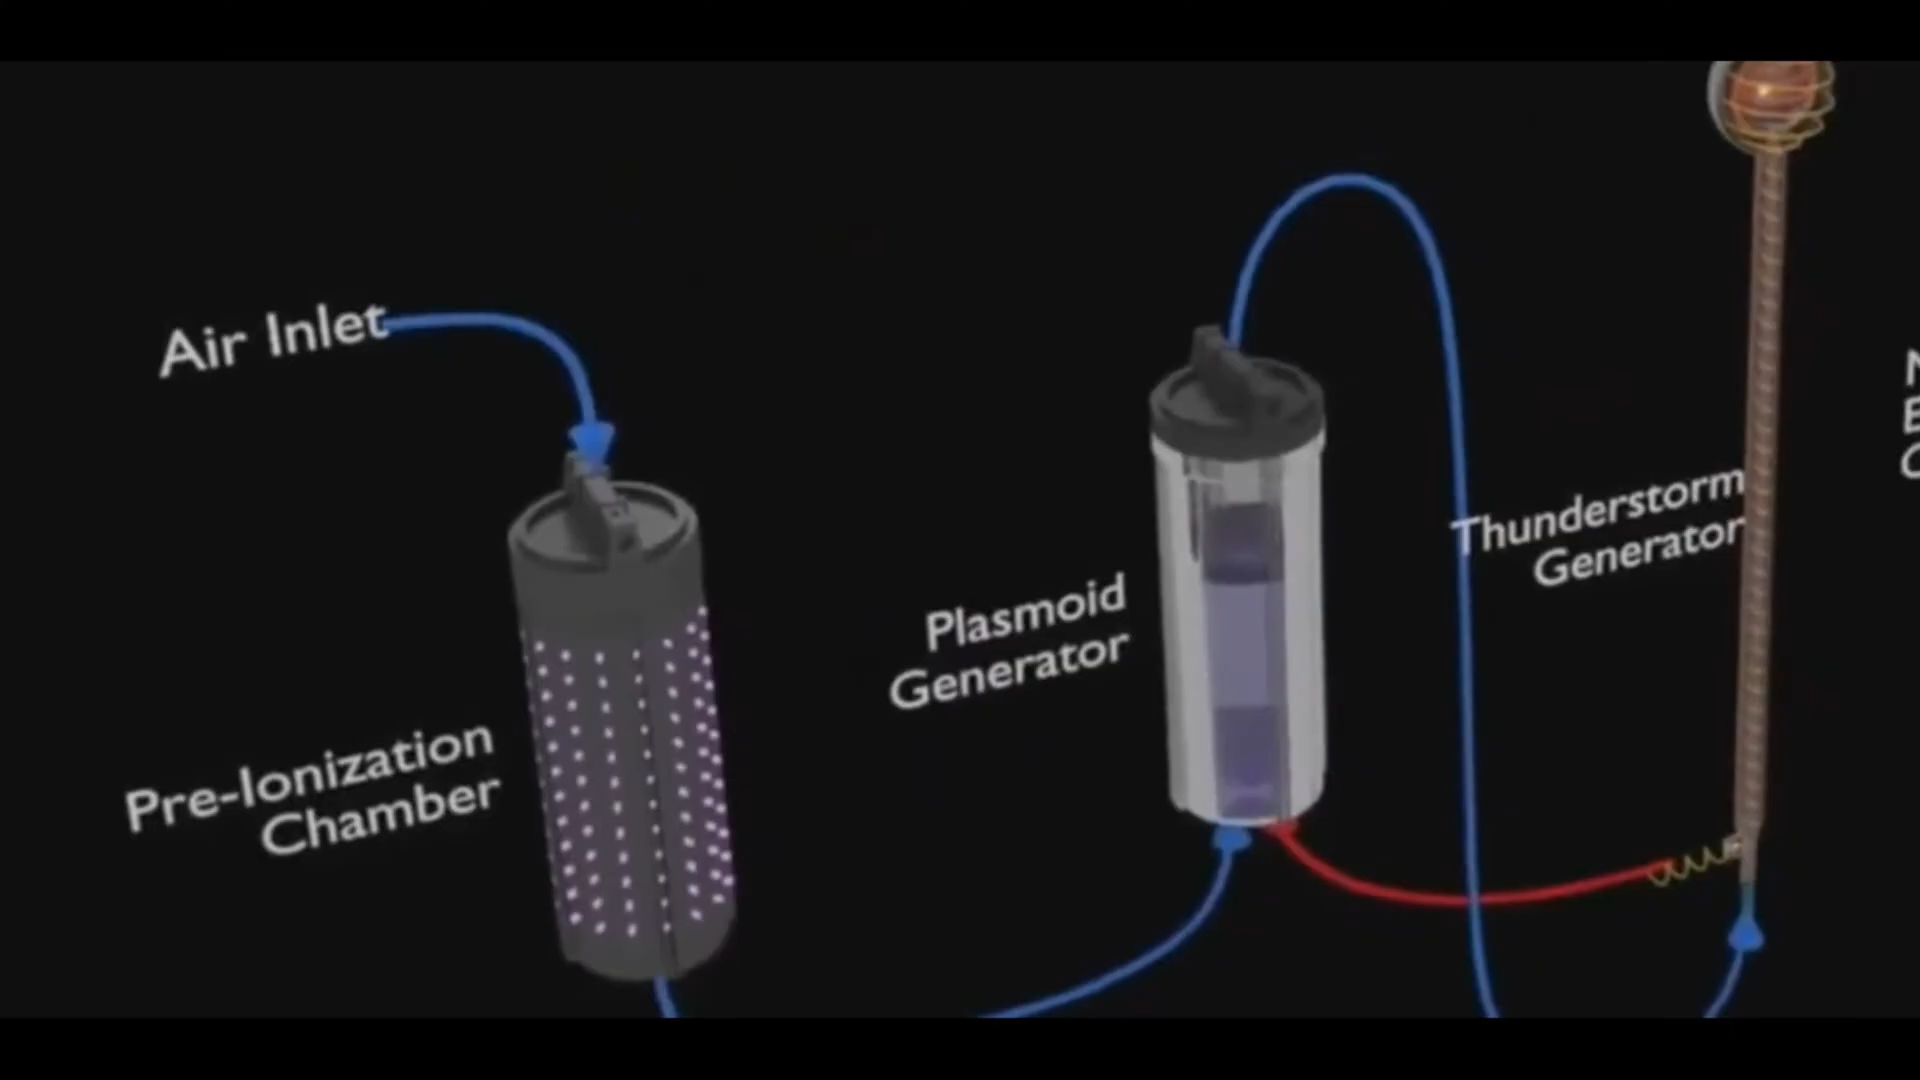 Air Inlet
Pre-Ionization
Chamber
Plasmoid
Generator
Thunderstorm
Generator